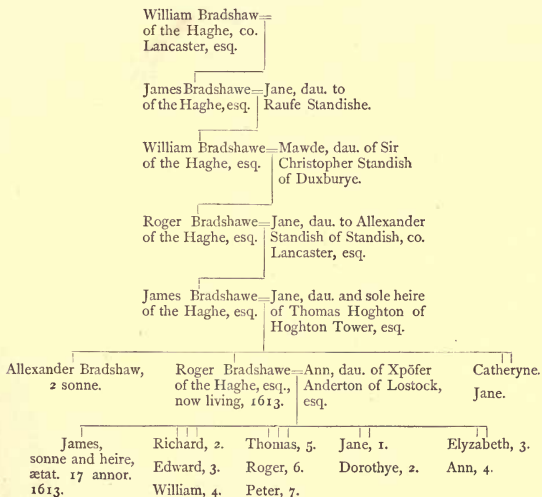 William Bradshaw=
of the Haghe, co.
Lancaster, esq.
James Bradshawe=Jane, dau. to
of the Haghe, esq. Raufe Standishe.
William Bradshawe=Mawde, dau. of Sir
of the Haghe, esq. Christopher Standish
of Duxburye.
Roger Bradshawe=Jane, dau. to Allexander
of the Haghe, esq. Standish of Standish, co.
Lancaster, esq.
James Bradshawe=Jane, dau. and sole heire
of the Haghe, esq. of Thomas Hoghton of
Hoghton Tower, esq.
Allexander Bradshaw,
2 sonne.
Roger Bradshawe=Ann, dau. of Xpõfer
of the Haghe, esq., Anderton of Lostock,
now living, 1613. esq.
Catheryne.
Jane.
James,
sonne and heire,
ætat. 17 annor.
1613.
Richard, 2.
Edward, 3.
William, 4.
Thomas, 5.
Roger, 6.
Peter, 7.
Jane, 1.
Dorothye, 2.
Elyzabeth, 3.
Ann, 4.